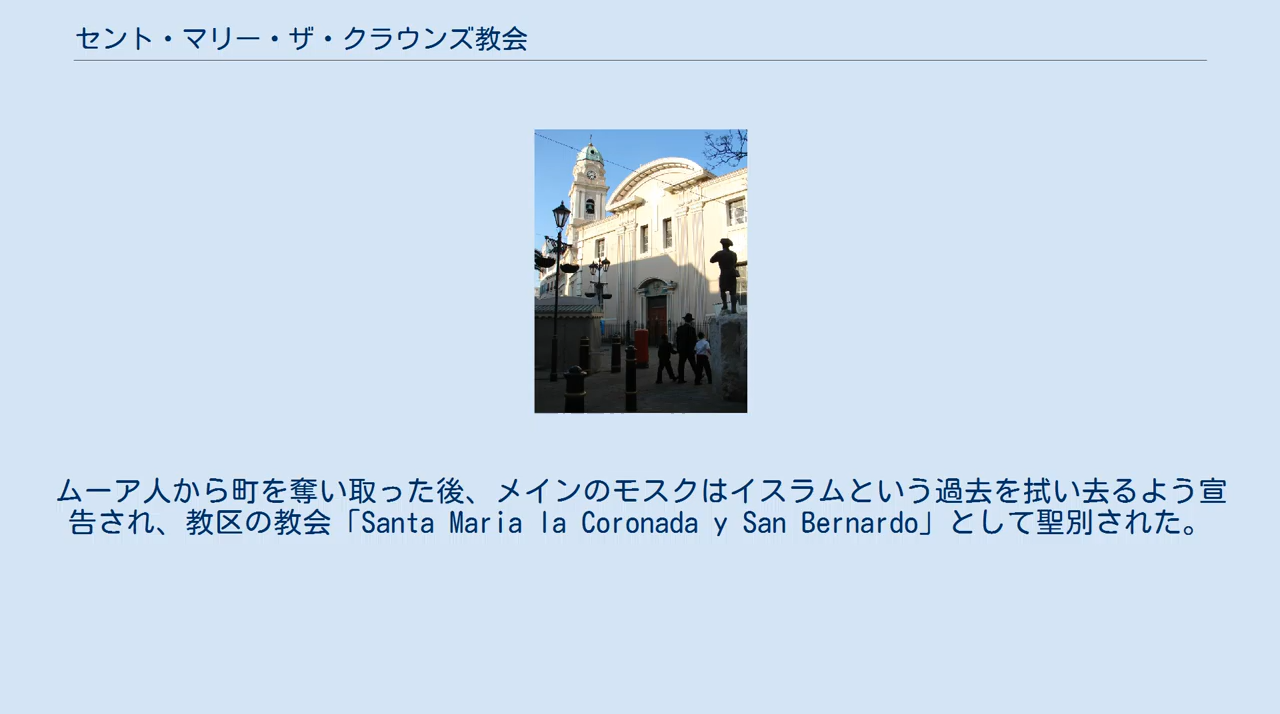 セント・マリー・ザ・クラウンズ教会
ムーア人から町を奪い取った後、メインのモスクはイスラムという過去を拭い去るよう宣
告され、教区の教会「Santa Maria la Coronada y San Bernardo」として聖別された。